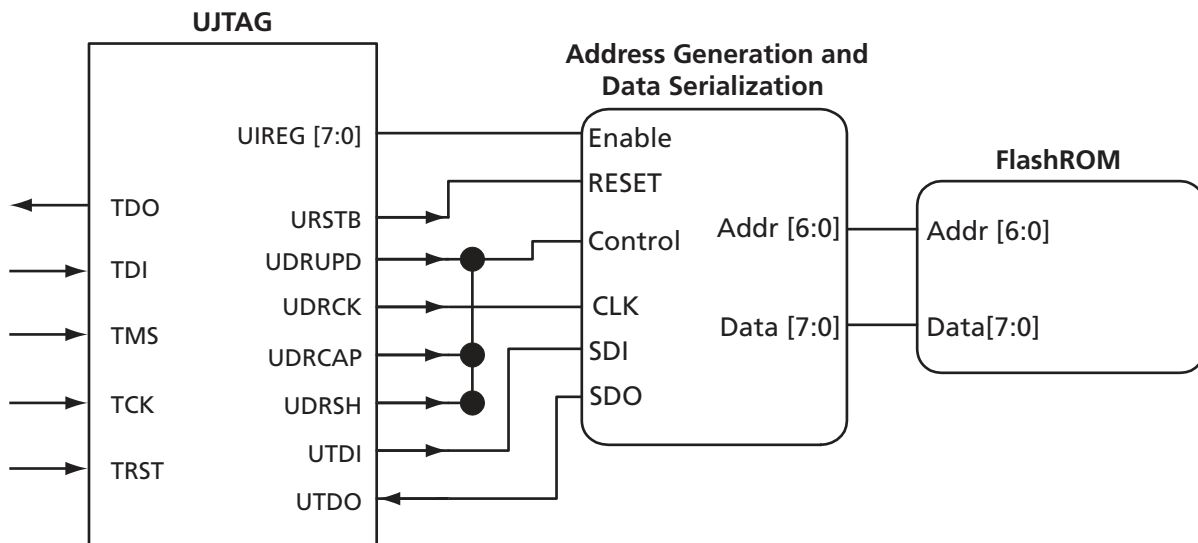 UJTAG
TDO
TDI
TMS
TCK
TRST
UIREG [7:0]
URSTB
UDRUPD
UDRCK
UDRCAP
UDRSH
UTDI
UTDO
Address Generation and
Data Serialization
Enable
RESET
Control
CLK
SDI
SDO
Addr [6:0]
Data [7:0]
FlashROM
Addr [6:0]
Data[7:0]